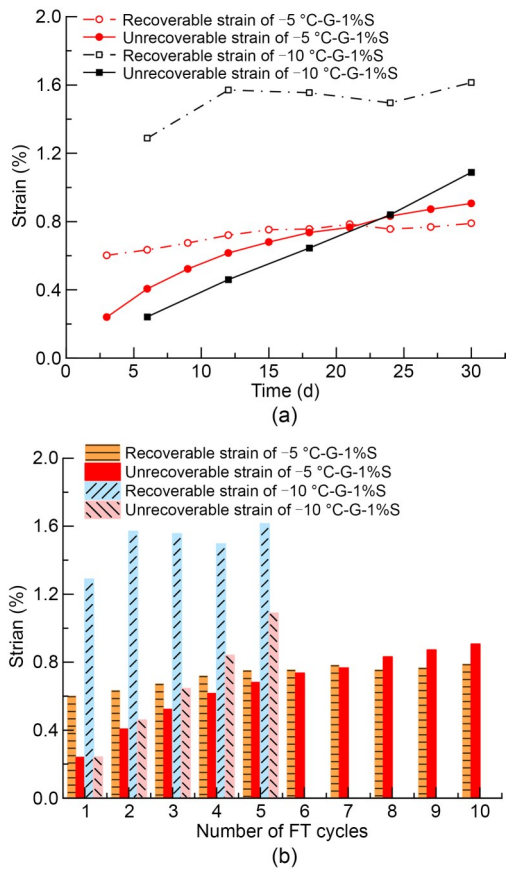 Recoverable strain of −5 °C-G-1%S
Unrecoverable strain of −5 °C-G-1%S
Recoverable strain of −10 °C-G-1%S
Unrecoverable strain of −10 °C-G-1%S
Strain (%)
2.0
1.6
1.2
0.8
0.4
0.0
0 5 10 15 20 25 30
Time (d)
(a)
Recoverable strain of −5 °C-G-1%S
Unrecoverable strain of −5 °C-G-1%S
Recoverable strain of −10 °C-G-1%S
Unrecoverable strain of −10 °C-G-1%S
Strian (%)
2.0
1.6
1.2
0.8
0.4
0.0
1 2 3 4 5 6 7 8 9 10
Number of FT cycles
(b)